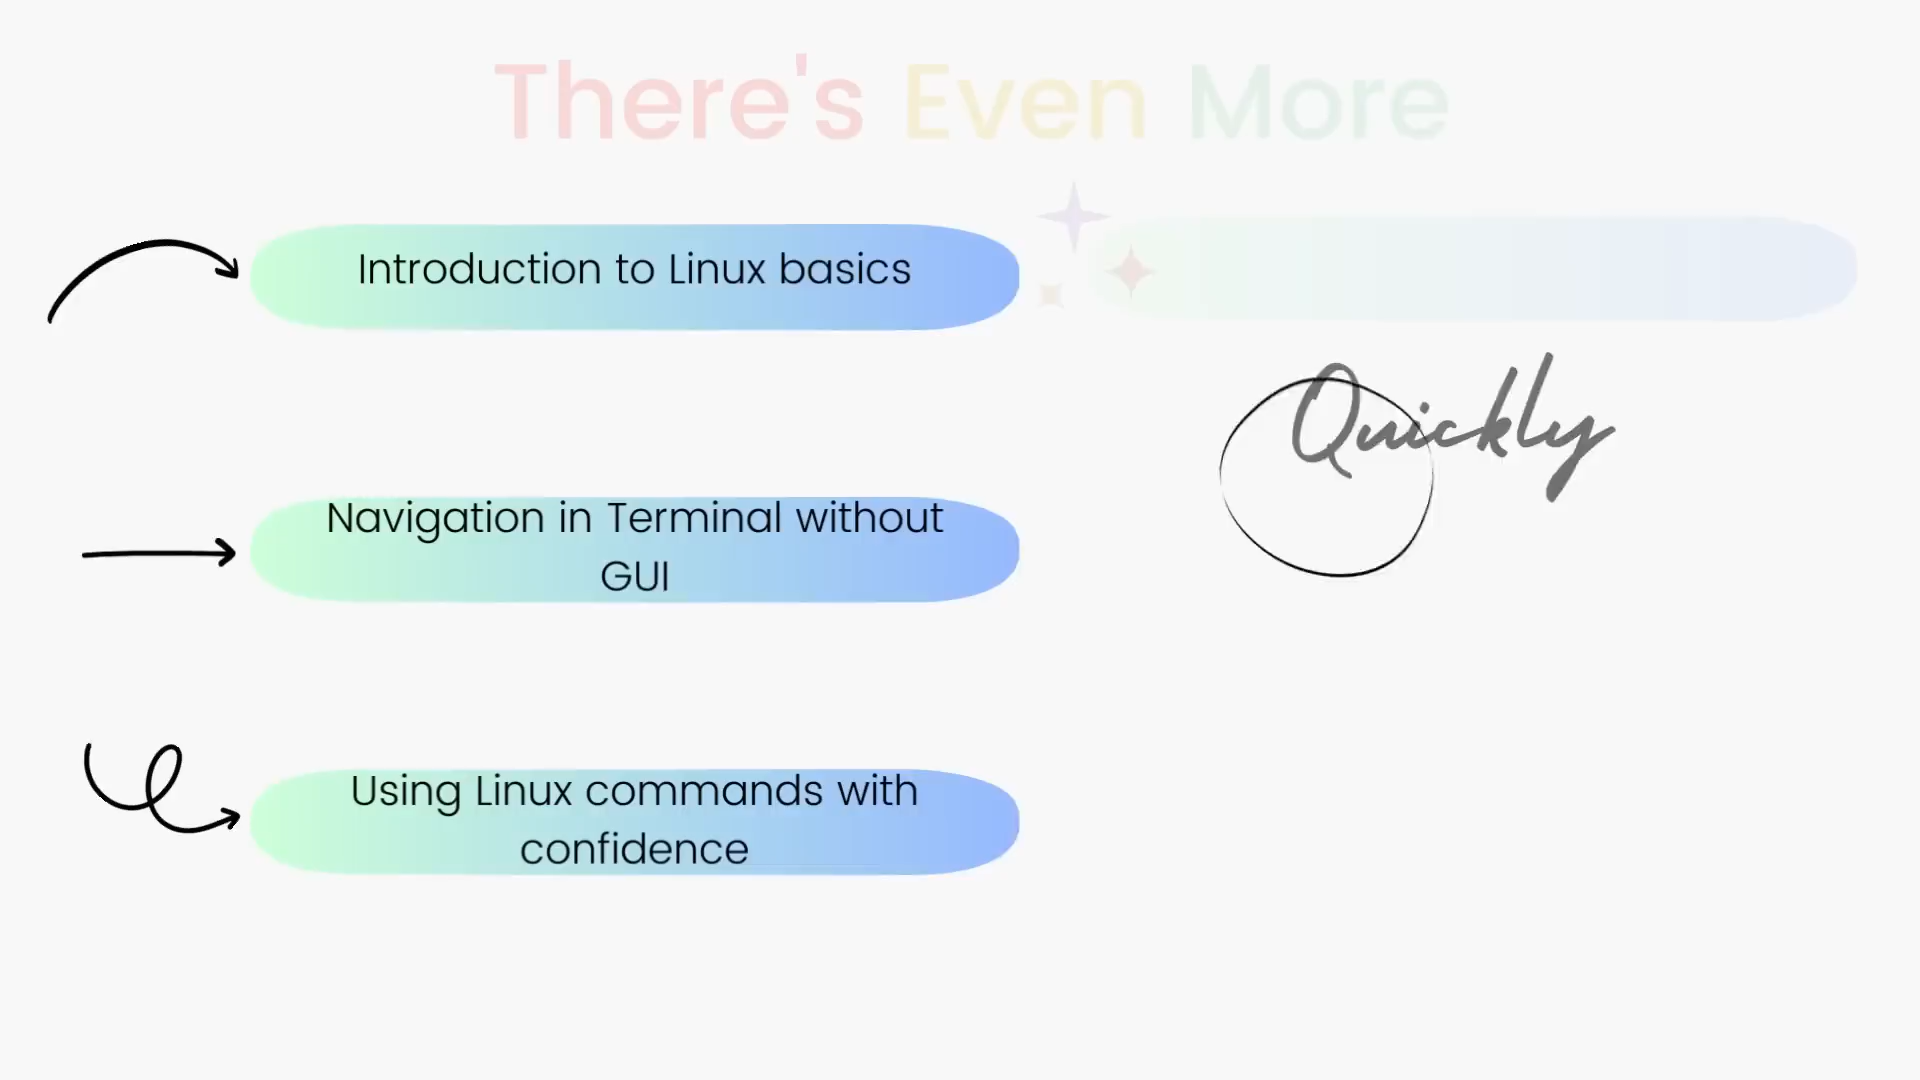 There's Even More
Introduction to Linux basics
Quickly
Navigation in Terminal without
GUI
Using Linux commands with
confidence